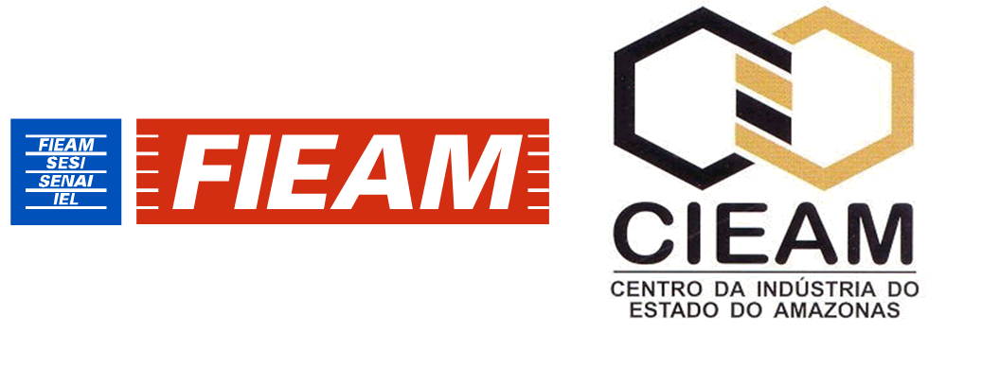 FIEAM
SESI
SENAI
IEL
FIEAM
CIEAM
CENTRO DA INDÚSTRIA DO
ESTADO DO AMAZONAS